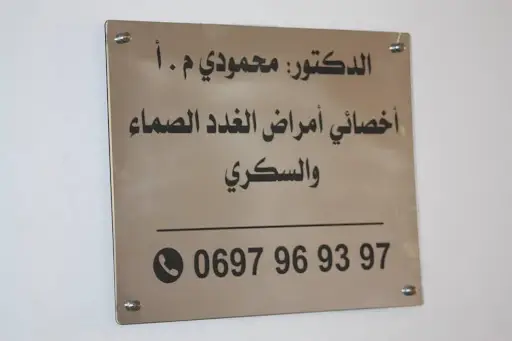 الدكتور: محمودي م . أ
أخصائي أمراض الغدد الصماء
والسكري
0697 96 93 97